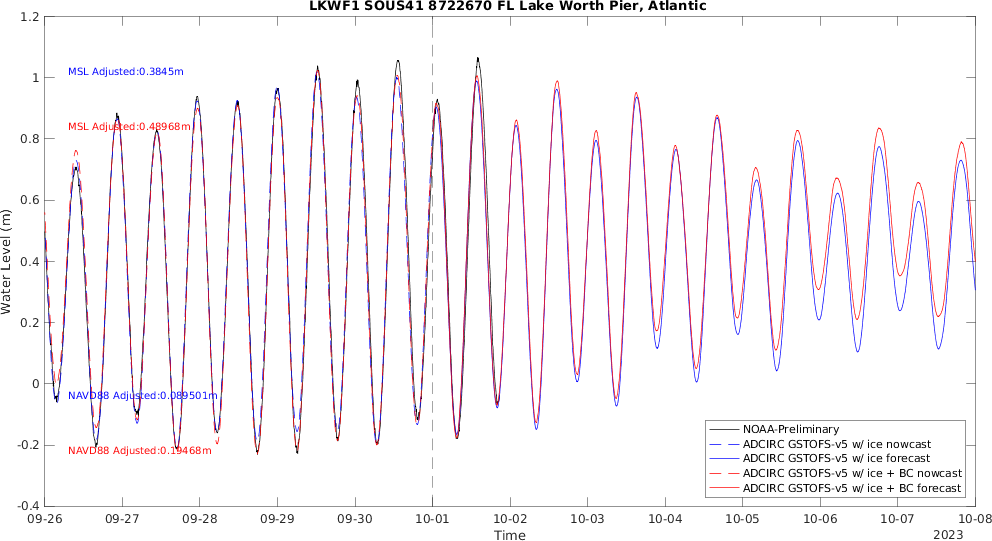 LKWF1 SOUS41 8722670 FL Lake Worth Pier, Atlantic
1.2
1
0.8
0.6
0.4
0.2
0
-0.2
-0.4
Water Level (m)
MSL Adjusted:0.3845m
MSL Adjusted:0.48968m
NAVD88 Adjusted:0.089501m
NAVD88 Adjusted:0.19468m
NOAA-Preliminary
ADCIRC GSTOFS-v5 w/ ice nowcast
ADCIRC GSTOFS-v5 w/ ice forecast
ADCIRC GSTOFS-v5 w/ ice + BC nowcast
ADCIRC GSTOFS-v5 w/ ice + BC forecast
09-26 09-27 09-28 09-29 09-30 10-01 10-02 10-03 10-04 10-05 10-06 10-07 10-08
Time
2023